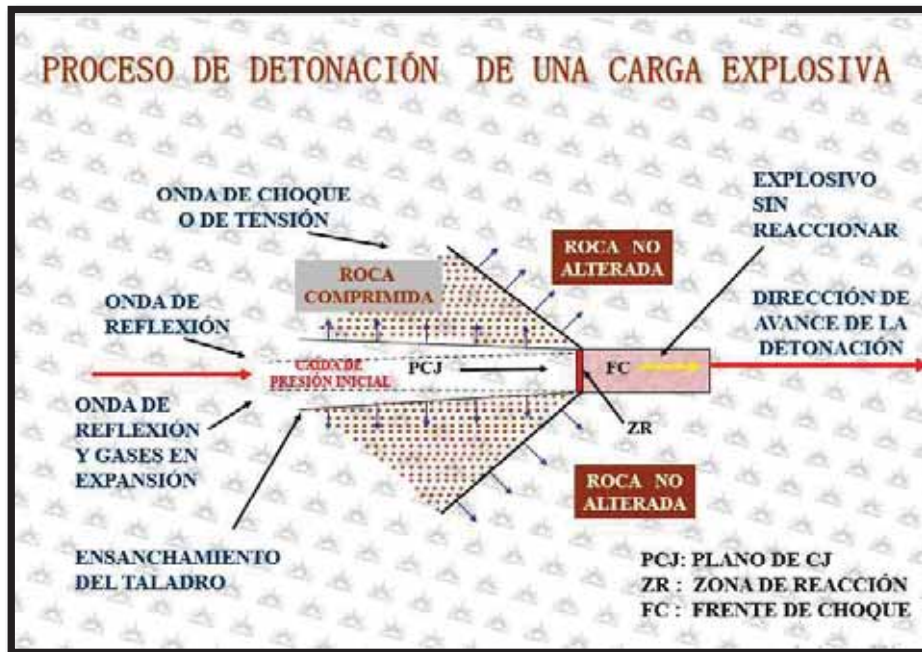 PROCESO DE DETONACIÓN DE UNA CARGA EXPLOSIVA
ONDA DE CHOQUE
O DE TENSIÓN
EXPLOSIVO
SIN
REACCIONAR
ROCA NO
ALTERADA
ROCA
COMPRIMIDA
ONDA DE
REFLEXIÓN
DIRECCIÓN DE
AVANCE DE LA
DETONACIÓN
CAIDA DE
PRESIÓN INICIAL
PCJ
FC
ONDA DE
REFLEXIÓN
Y GASES EN
EXPANSIÓN
ZR
ROCA NO
ALTERADA
ENSANCHAMIENTO
DEL TALADRO
PCJ: PLANO DE CJ
ZR : ZONA DE REACCIÓN
FC : FRENTE DE CHOQUE